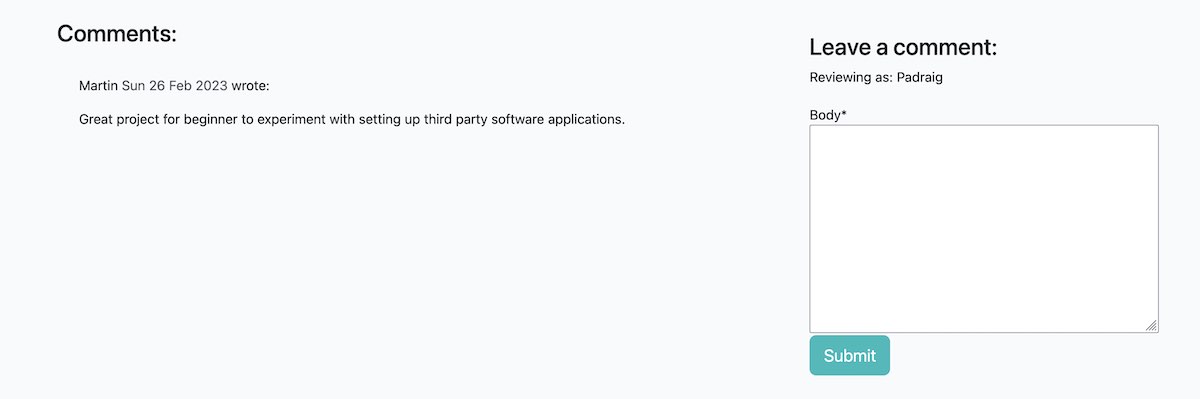 Comments:
Martin Sun 26 Feb 2023 wrote:
Great project for beginner to experiment with setting up third party software applications.
Leave a comment:
Reviewing as: Padraig
Body*
Submit